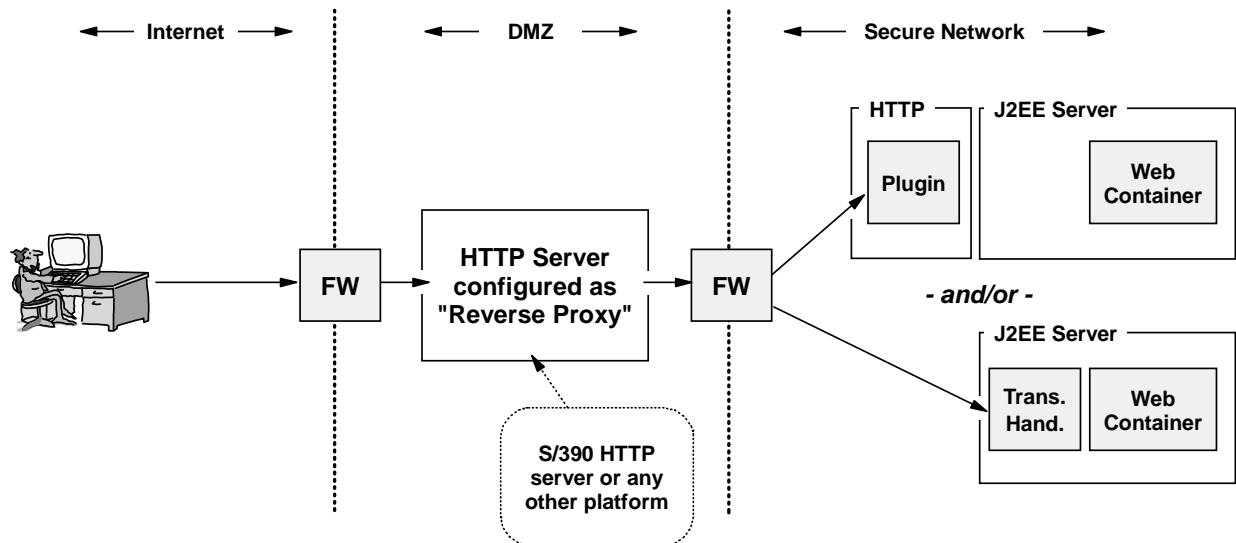 Internet
DMZ
Secure Network
HTTP
J2EE Server
Plugin
Web
Container
FW
HTTP Server
configured as
"Reverse Proxy"
FW
- and/or -
J2EE Server
Trans.
Hand.
Web
Container
S/390 HTTP
server or any
other platform